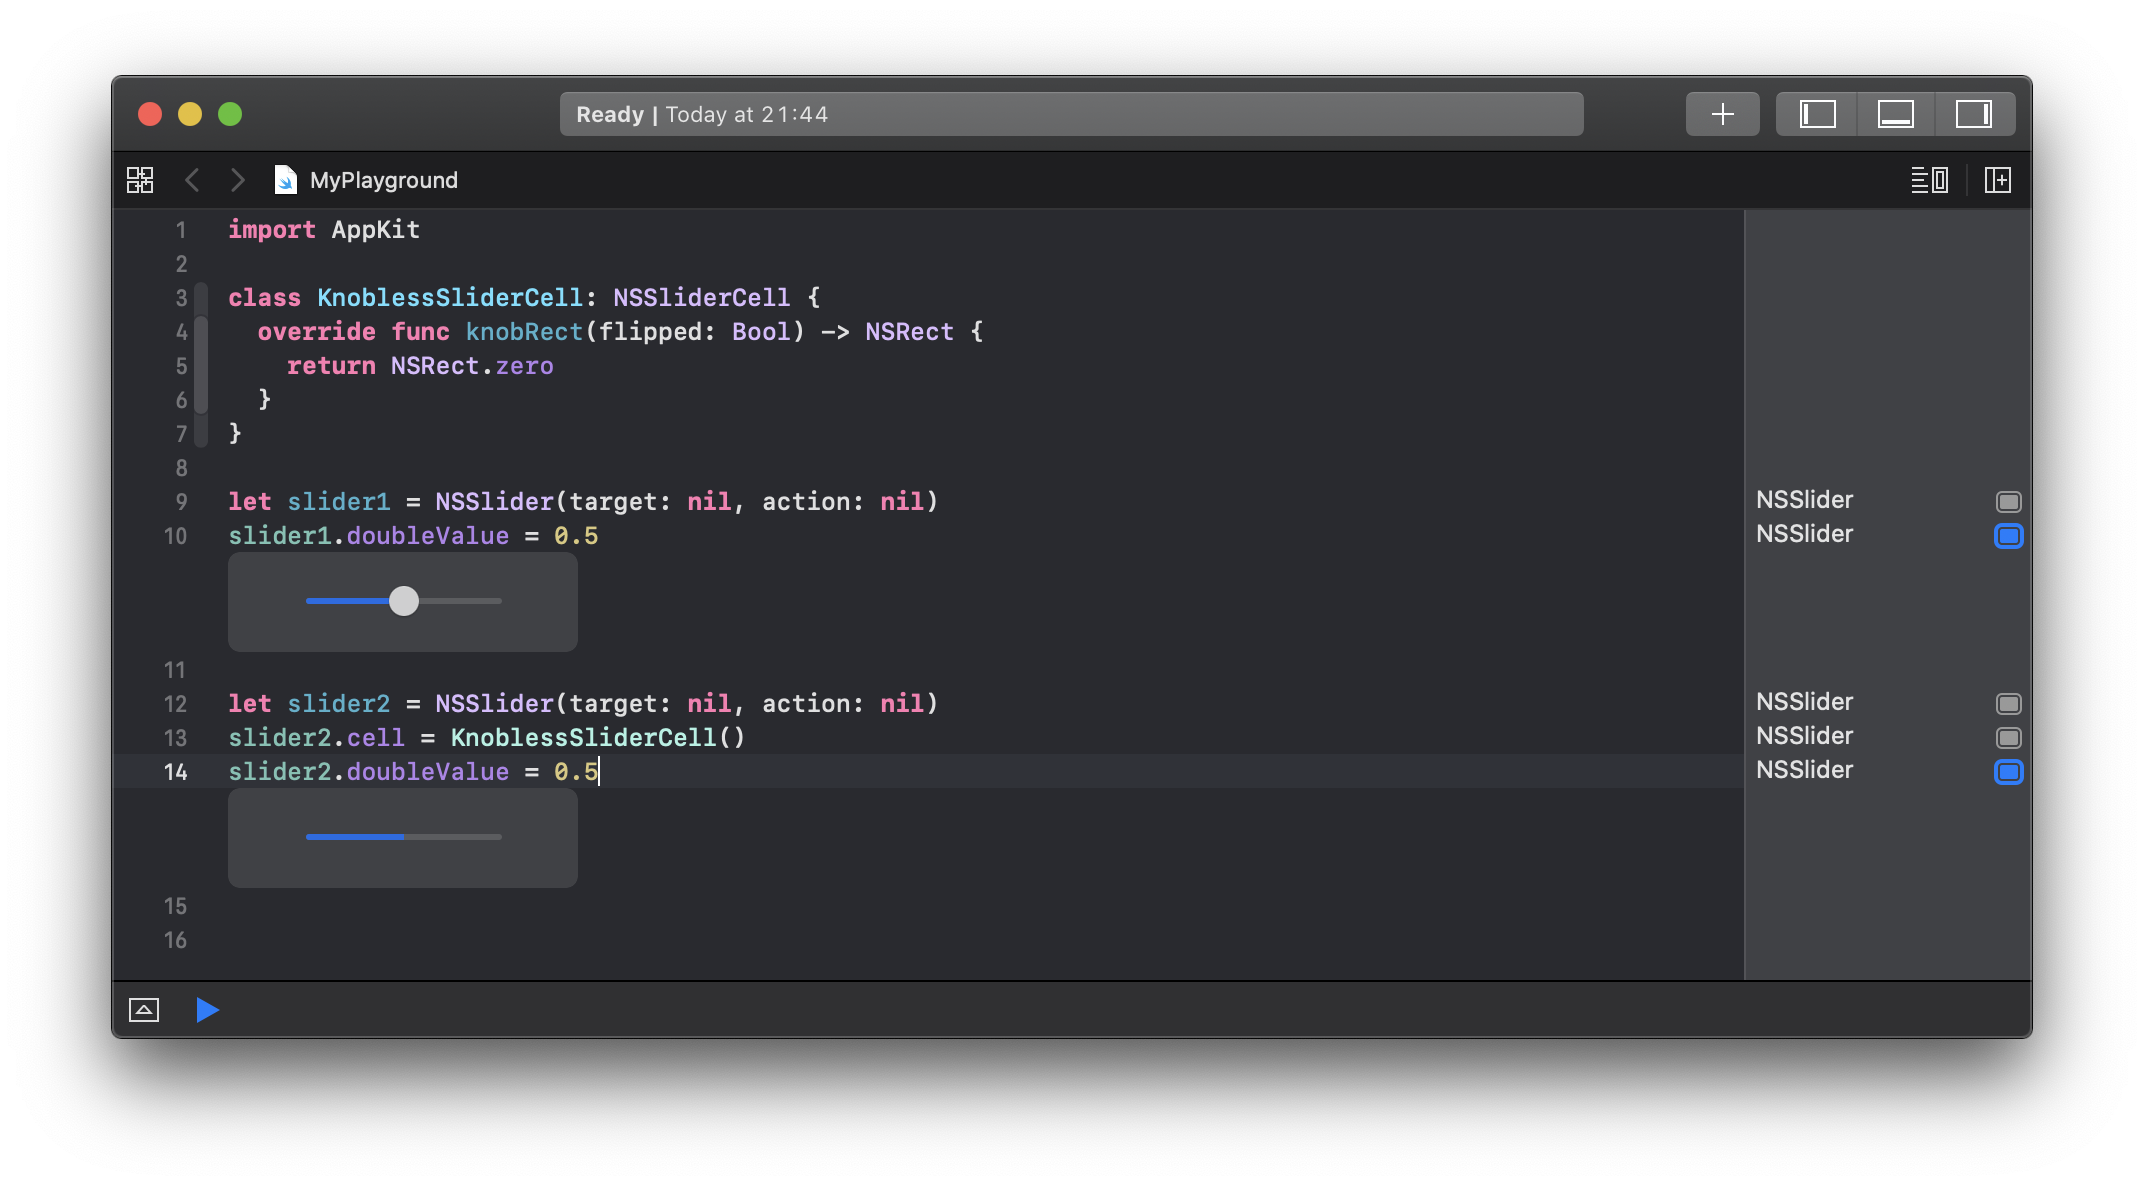 Ready | Today at 21:44
MyPlayground
1 import AppKit
2
3 class KnoblessSliderCell: NSSliderCell {
4   override func knobRect(flipped: Bool) -> NSRect {
5     return NSRect.zero
6   }
7 }
8
9 let slider1 = NSSlider(target: nil, action: nil) NSSlider
10 slider1.doubleValue = 0.5 NSSlider
11
12 let slider2 = NSSlider(target: nil, action: nil) NSSlider
13 slider2.cell = KnoblessSliderCell() NSSlider
14 slider2.doubleValue = 0.5 NSSlider
15
16